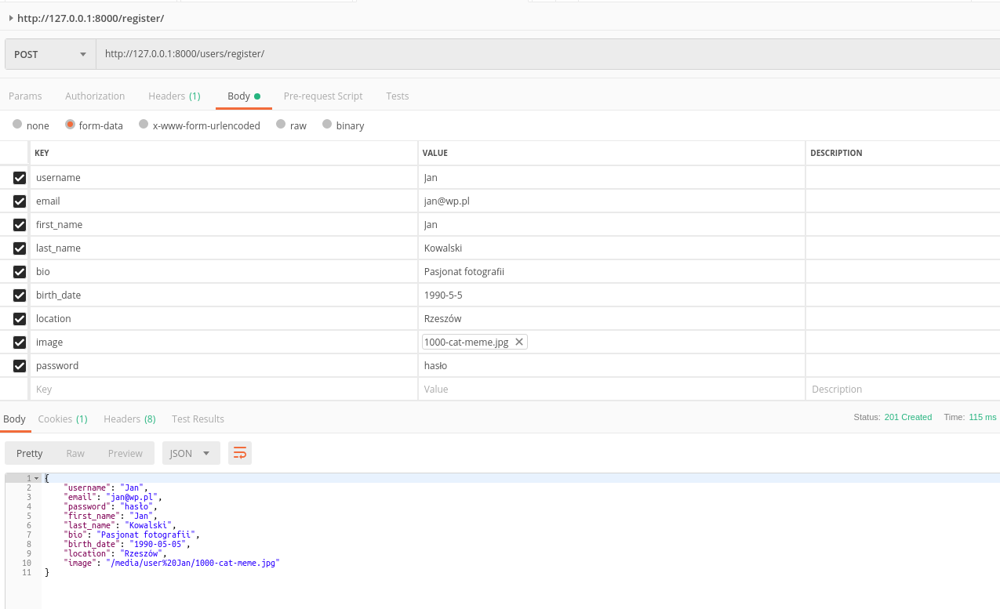 http://127.0.0.1:8000/register/
POST http://127.0.0.1:8000/users/register/
Params Authorization Headers (1) Body Pre-request Script Tests
none form-data x-www-form-urlencoded raw binary
KEY VALUE DESCRIPTION
username Jan
email jan@wp.pl
first_name Jan
last_name Kowalski
bio Pasjonat fotografii
birth_date 1990-5-5
location Rzeszów
image 1000-cat-meme.jpg
password hasło
Key Value Description
Body Cookies (1) Headers (8) Test Results Status: 201 Created Time: 115 ms
Pretty Raw Preview JSON
1 {
2 "username": "Jan",
3 "email": "jan@wp.pl",
4 "password": "hasło",
5 "first_name": "Jan",
6 "last_name": "Kowalski",
7 "bio": "Pasjonat fotografii",
8 "birth_date": "1990-05-05",
9 "location": "Rzeszów",
10 "image": "/media/user%20Jan/1000-cat-meme.jpg"
11 }